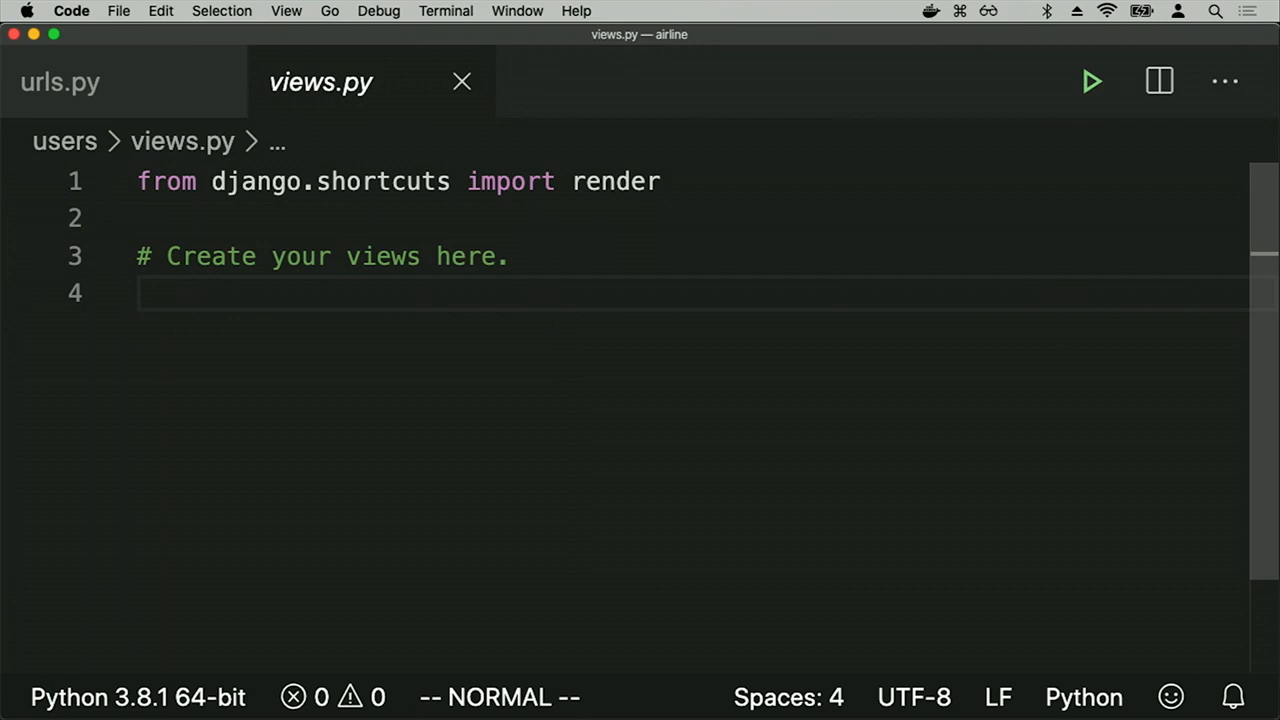 Code File Edit Selection View Go Debug Terminal Window Help
views.py — airline
urls.py views.py
users > views.py > ...
1 from django.shortcuts import render
2
3 # Create your views here.
4
Python 3.8.1 64-bit 0 0 -- NORMAL -- Spaces: 4 UTF-8 LF Python